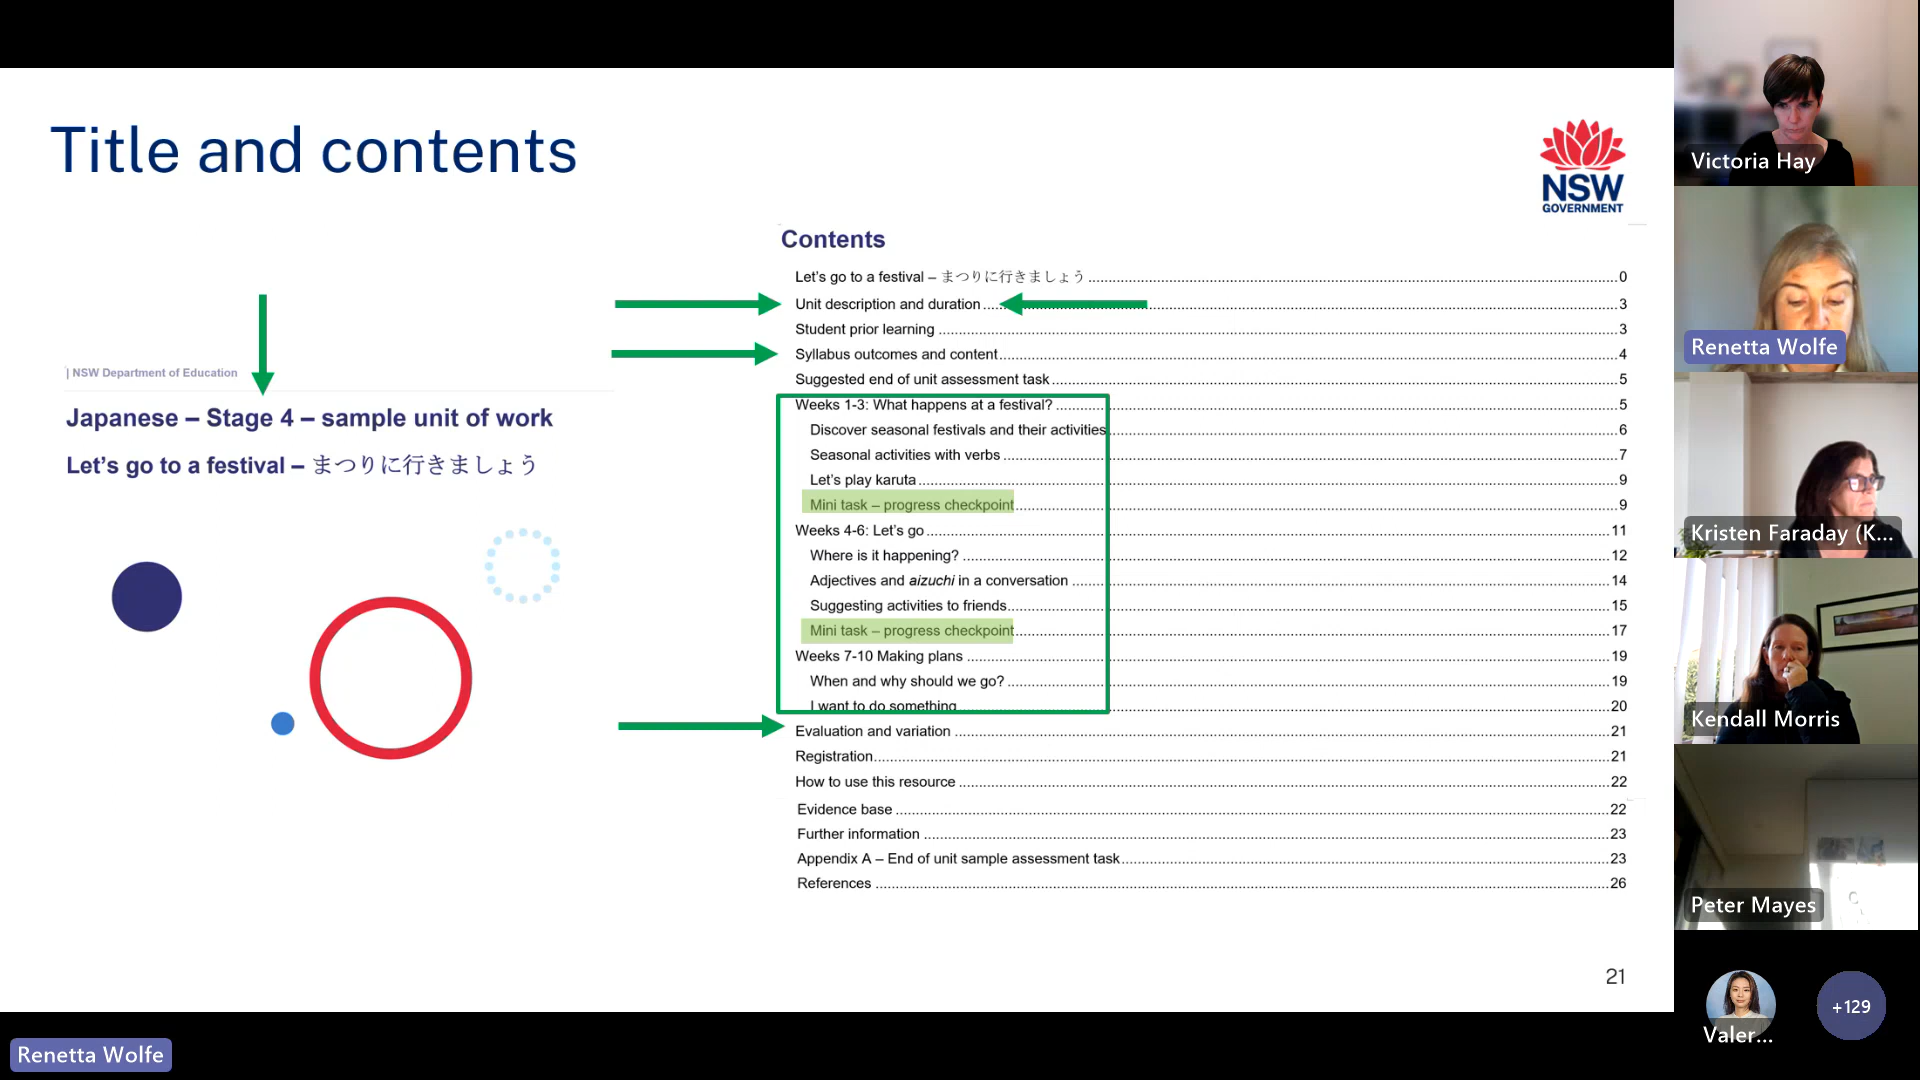 Title and contents
NSW
GOVERNMENT
| NSW Department of Education
Japanese – Stage 4 – sample unit of work
Let's go to a festival – まつりに行きましょう
Contents
Let's go to a festival – まつりに行きましょう 0
Unit description and duration 3
Student prior learning 3
Syllabus outcomes and content 4
Suggested end of unit assessment task 5
Weeks 1-3: What happens at a festival? 5
Discover seasonal festivals and their activities 6
Seasonal activities with verbs 7
Let's play karuta 9
Mini task – progress checkpoint 9
Weeks 4-6: Let's go 11
Where is it happening? 12
Adjectives and aizuchi in a conversation 14
Suggesting activities to friends 15
Mini task – progress checkpoint 17
Weeks 7-10 Making plans 19
When and why should we go? 19
I want to do something 20
Evaluation and variation 21
Registration 21
How to use this resource 22
Evidence base 22
Further information 23
Appendix A – End of unit sample assessment task 23
References 26
21
Victoria Hay
Renetta Wolfe
Kristen Faraday (K...
Kendall Morris
Peter Mayes
Valer...
+129
Renetta Wolfe